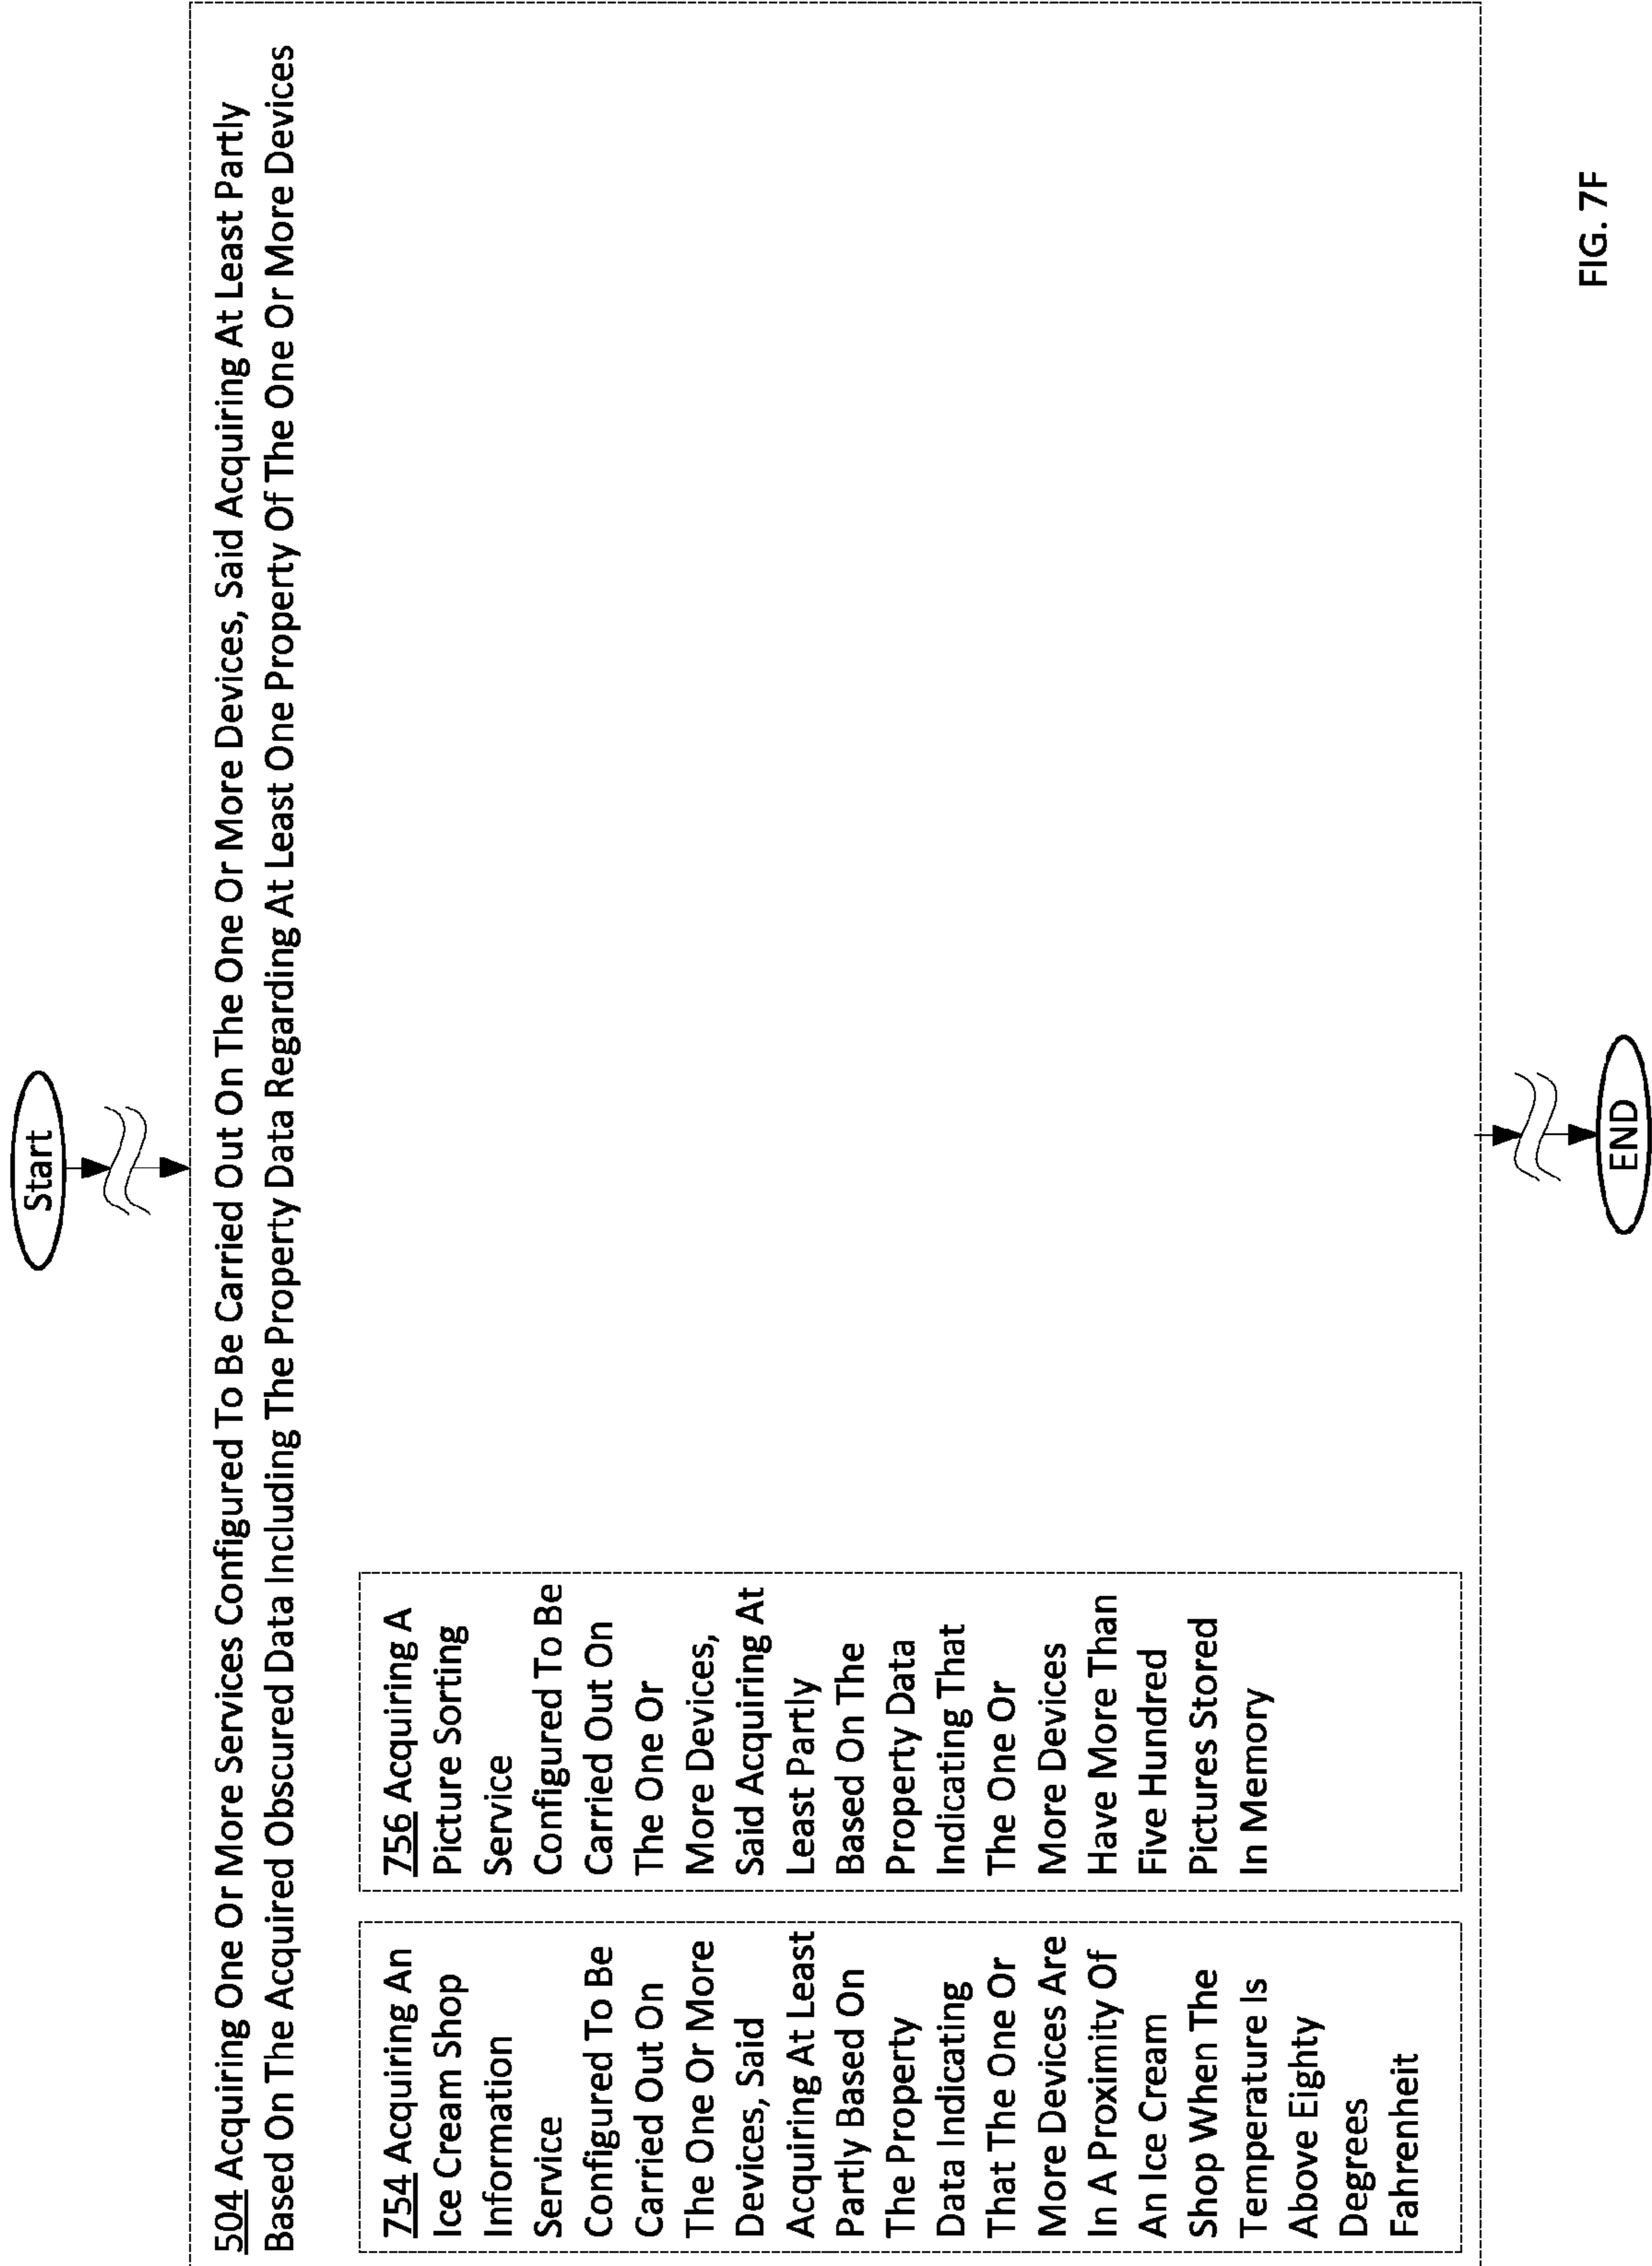 Start
504 Acquiring One Or More Services Configured To Be Carried Out On The One Or More Devices, Said Acquiring At Least Partly
Based On The Acquired Obscured Data Including The Property Data Regarding At Least One Property Of The One Or More Devices
754 Acquiring An
Ice Cream Shop
Information
Service
Configured To Be
Carried Out On
The One Or More
Devices, Said
Acquiring At Least
Partly Based On
The Property
Data Indicating
That The One Or
More Devices Are
In A Proximity Of
An Ice Cream
Shop When The
Temperature Is
Above Eighty
Degrees
Fahrenheit
756 Acquiring A
Picture Sorting
Service
Configured To Be
Carried Out On
The One Or
More Devices,
Said Acquiring At
Least Partly
Based On The
Property Data
Indicating That
The One Or
More Devices
Have More Than
Five Hundred
Pictures Stored
In Memory
END
FIG. 7F